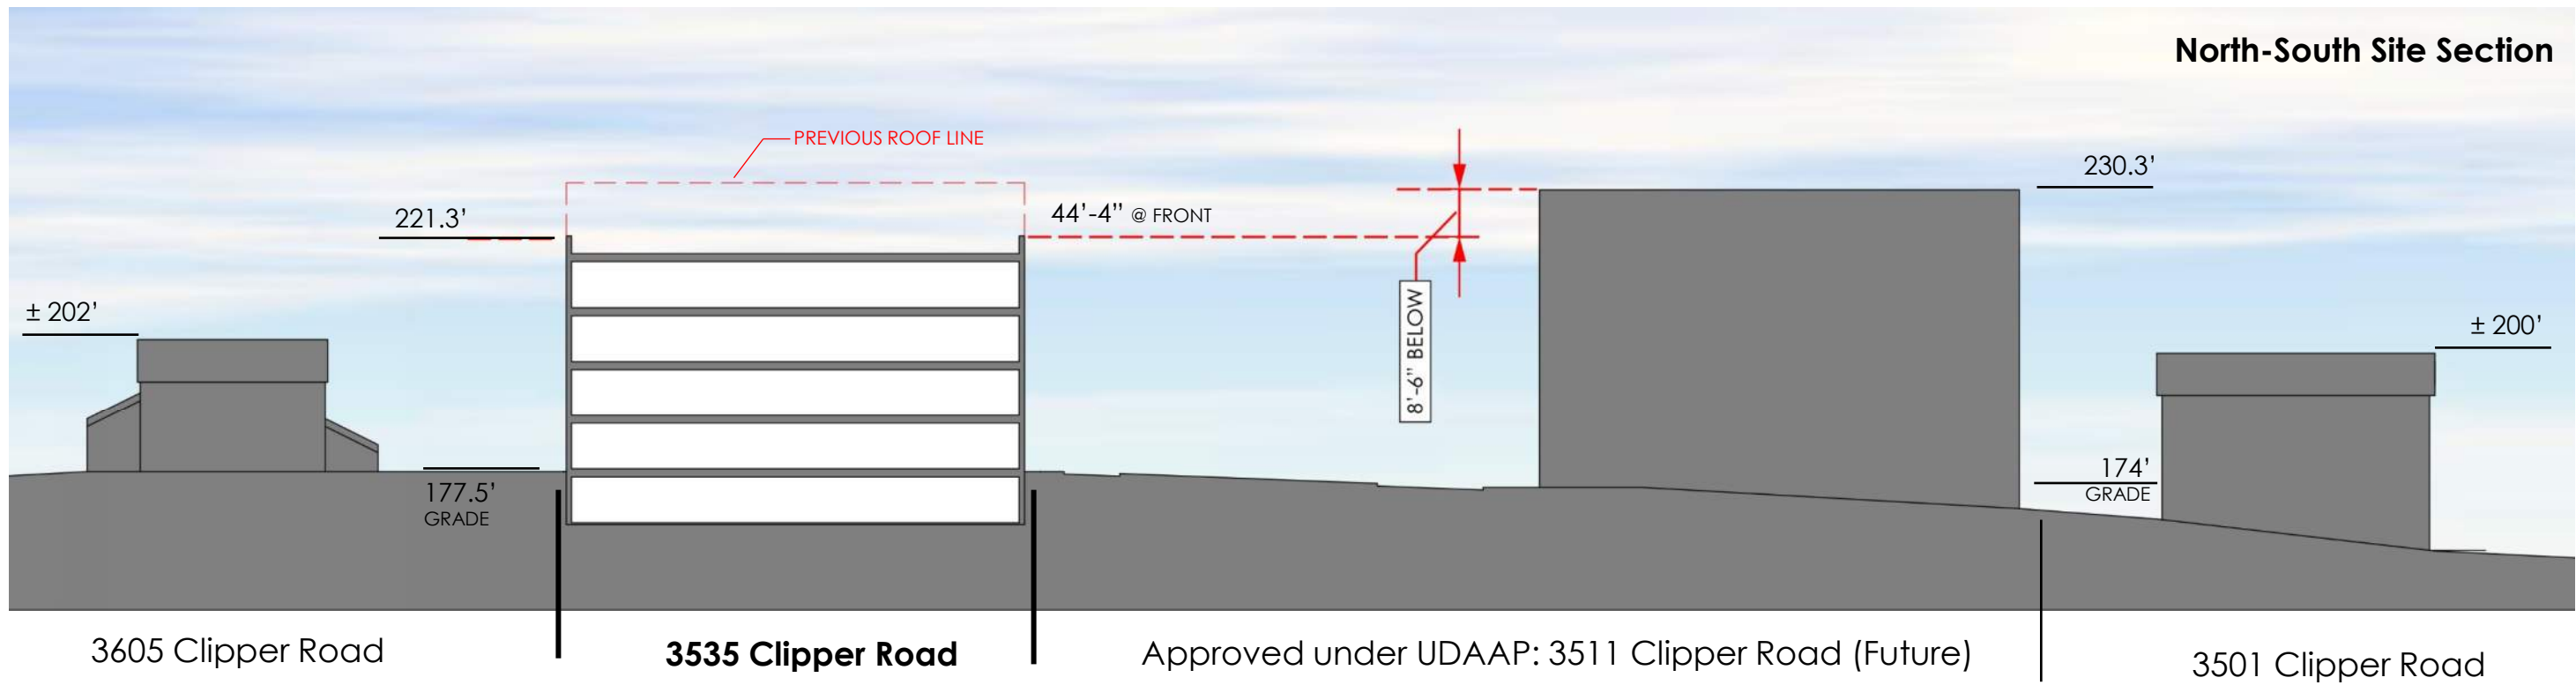 North-South Site Section
PREVIOUS ROOF LINE
230.3’
221.3’
44’-4” @ FRONT
± 202’
8’-6” BELOW
± 200’
177.5’
GRADE
174’
GRADE
3605 Clipper Road
3535 Clipper Road
Approved under UDAAP: 3511 Clipper Road (Future)
3501 Clipper Road